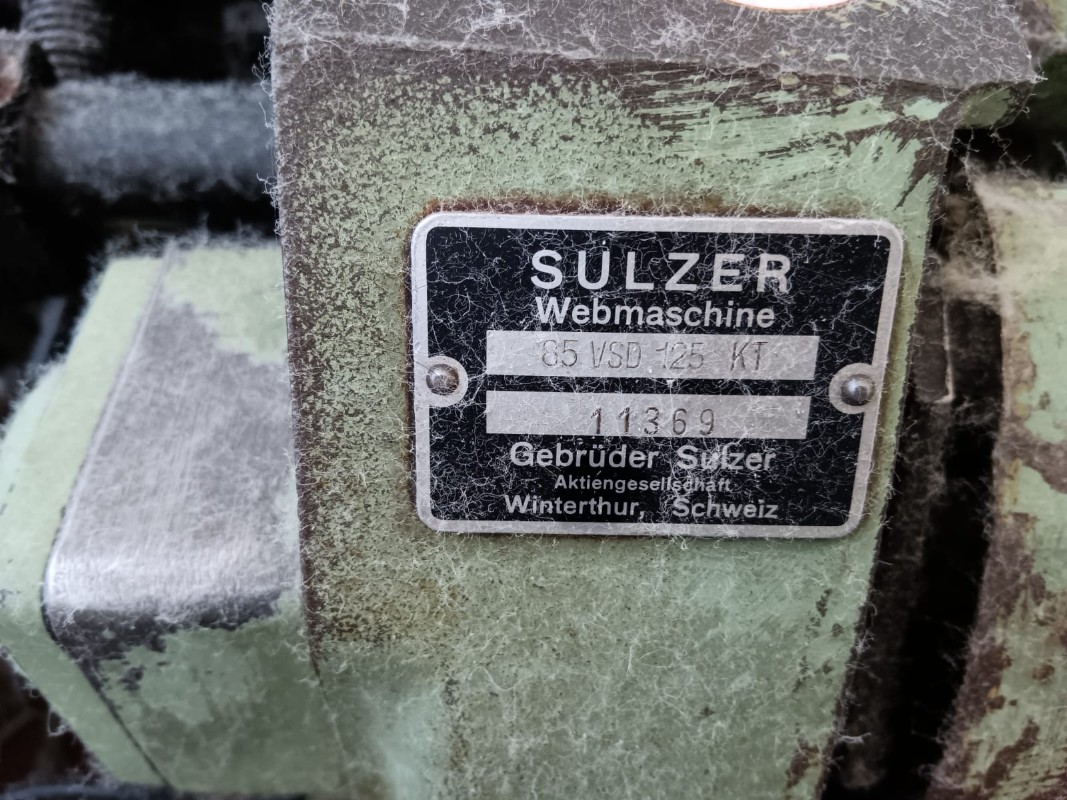 SULZER
Webmaschine
85 VSD 125 KT
11369
Gebrüder Sulzer
Aktiengesellschaft
Winterthur, Schweiz